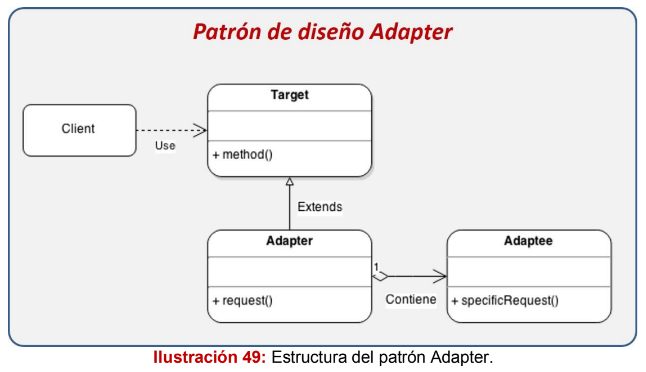 Patrón de diseño Adapter
Target
Client
Use
+ method()
Extends
Adapter
Adaptee
1
Contiene
+ request()
+ specificRequest()
Ilustración 49: Estructura del patrón Adapter.